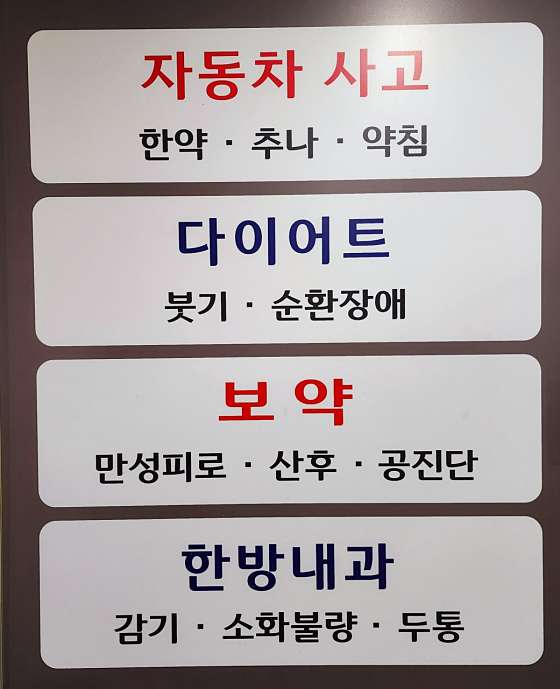 자동차 사고
한약 · 추나 · 약침
다이어트
붓기 · 순환장애
보약
만성피로 · 산후 · 공진단
한방내과
감기 · 소화불량 · 두통